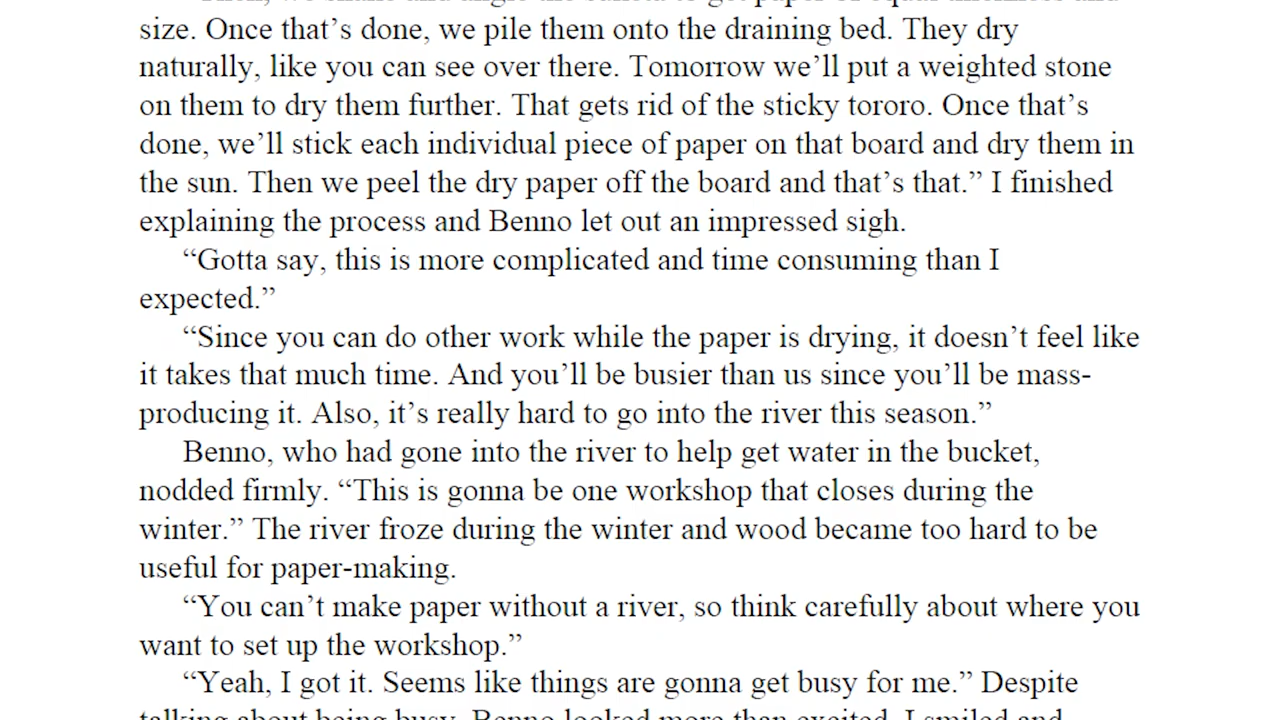 size. Once that’s done, we pile them onto the draining bed. They dry
naturally, like you can see over there. Tomorrow we’ll put a weighted stone
on them to dry them further. That gets rid of the sticky tororo. Once that’s
done, we’ll stick each individual piece of paper on that board and dry them in
the sun. Then we peel the dry paper off the board and that’s that.” I finished
explaining the process and Benno let out an impressed sigh.
“Gotta say, this is more complicated and time consuming than I
expected.”
“Since you can do other work while the paper is drying, it doesn’t feel like
it takes that much time. And you’ll be busier than us since you’ll be mass-
producing it. Also, it’s really hard to go into the river this season.”
Benno, who had gone into the river to help get water in the bucket,
nodded firmly. “This is gonna be one workshop that closes during the
winter.” The river froze during the winter and wood became too hard to be
useful for paper-making.
“You can’t make paper without a river, so think carefully about where you
want to set up the workshop.”
“Yeah, I got it. Seems like things are gonna get busy for me.” Despite
talking about being busy, Benno looked more than excited. I smiled and